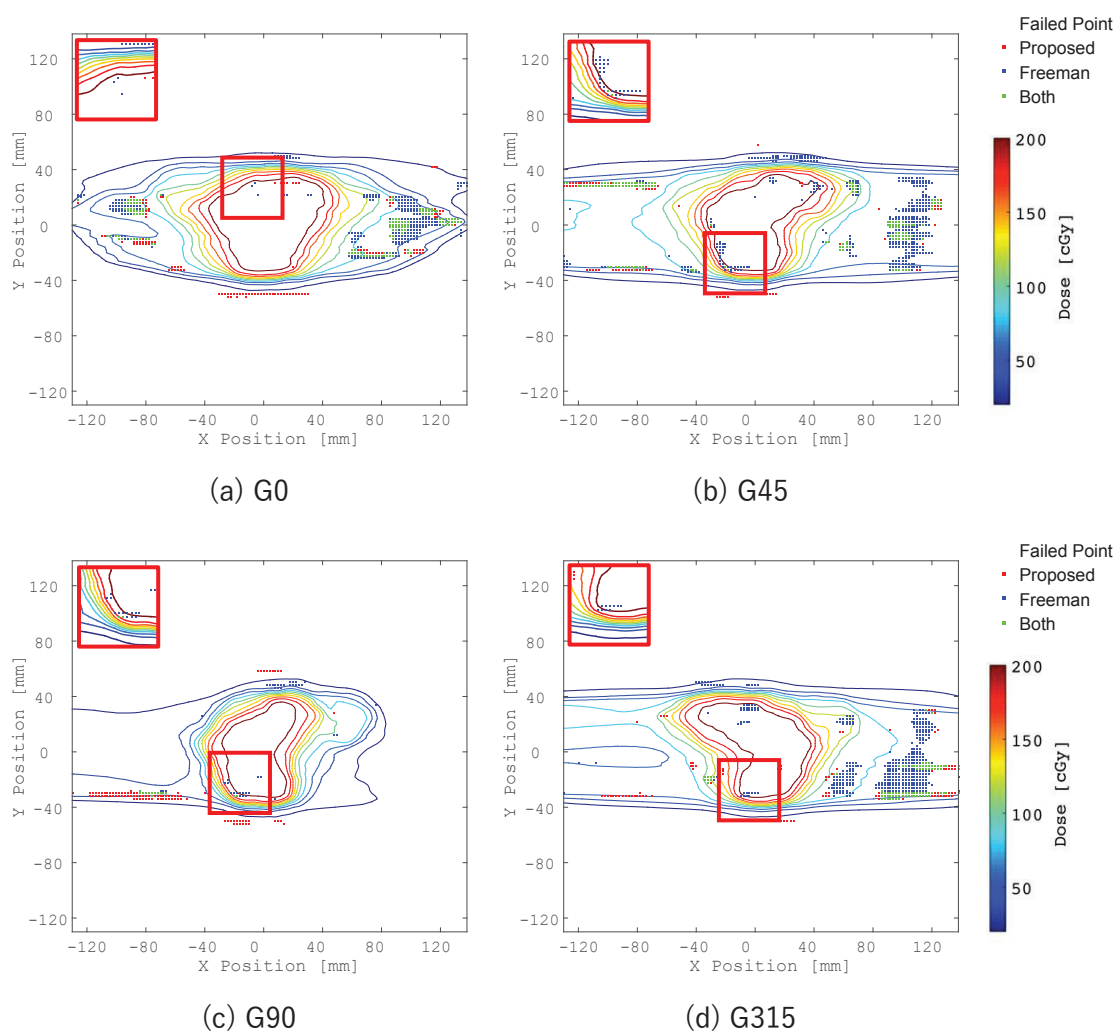 Failed Point
Proposed
Freeman
Both
120
80
40
0
-40
-80
-120
Y Position [mm]
-120 -80 -40 0 40 80 120
X Position [mm]
(a) G0
120
80
40
0
-40
-80
-120
Y Position [mm]
-120 -80 -40 0 40 80 120
X Position [mm]
(b) G45
200
150
100
50
Dose [cGy]
Failed Point
Proposed
Freeman
Both
120
80
40
0
-40
-80
-120
Y Position [mm]
-120 -80 -40 0 40 80 120
X Position [mm]
(c) G90
120
80
40
0
-40
-80
-120
Y Position [mm]
-120 -80 -40 0 40 80 120
X Position [mm]
(d) G315
200
150
100
50
Dose [cGy]